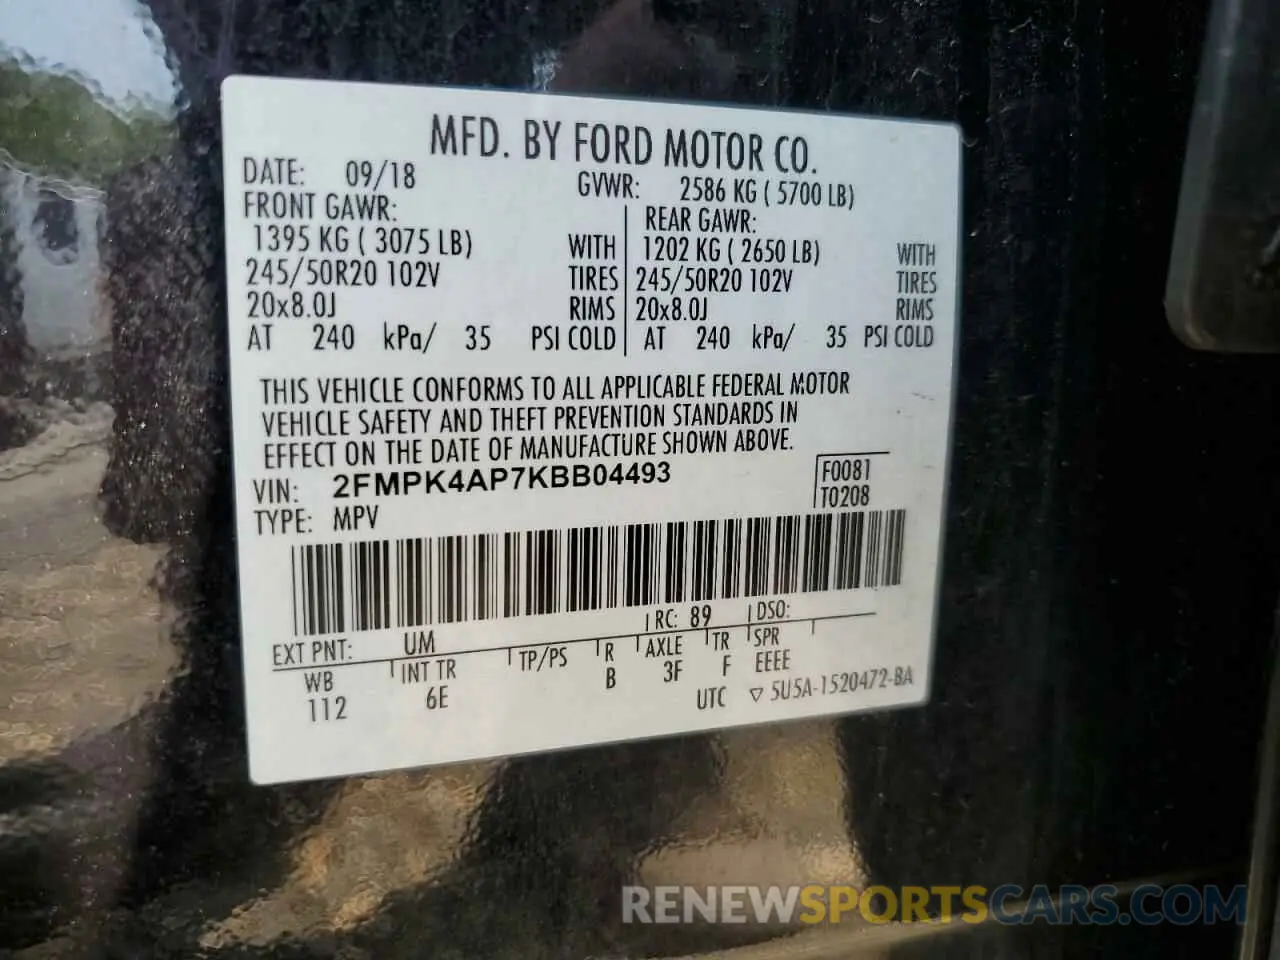 MFD. BY FORD MOTOR CO.
DATE: 09/18 GVWR: 2586 KG ( 5700 LB)
FRONT GAWR: REAR GAWR:
1395 KG ( 3075 LB) WITH 1202 KG ( 2650 LB) WITH
245/50R20 102V TIRES 245/50R20 102V TIRES
20x8.0J RIMS 20x8.0J RIMS
AT 240 kPa/ 35 PSI COLD AT 240 kPa/ 35 PSI COLD
THIS VEHICLE CONFORMS TO ALL APPLICABLE FEDERAL MOTOR
VEHICLE SAFETY AND THEFT PREVENTION STANDARDS IN
EFFECT ON THE DATE OF MANUFACTURE SHOWN ABOVE.
VIN: 2FMPK4AP7KBB04493 F0081
TYPE: MPV T0208
EXT PNT: UM RC: 89 DSO:
WB INT TR TP/PS R AXLE TR SPR
112 6E B 3F F EEEE
UTC ▽ 5U5A-1520472-BA
RENEWSPORTSCARS.COM